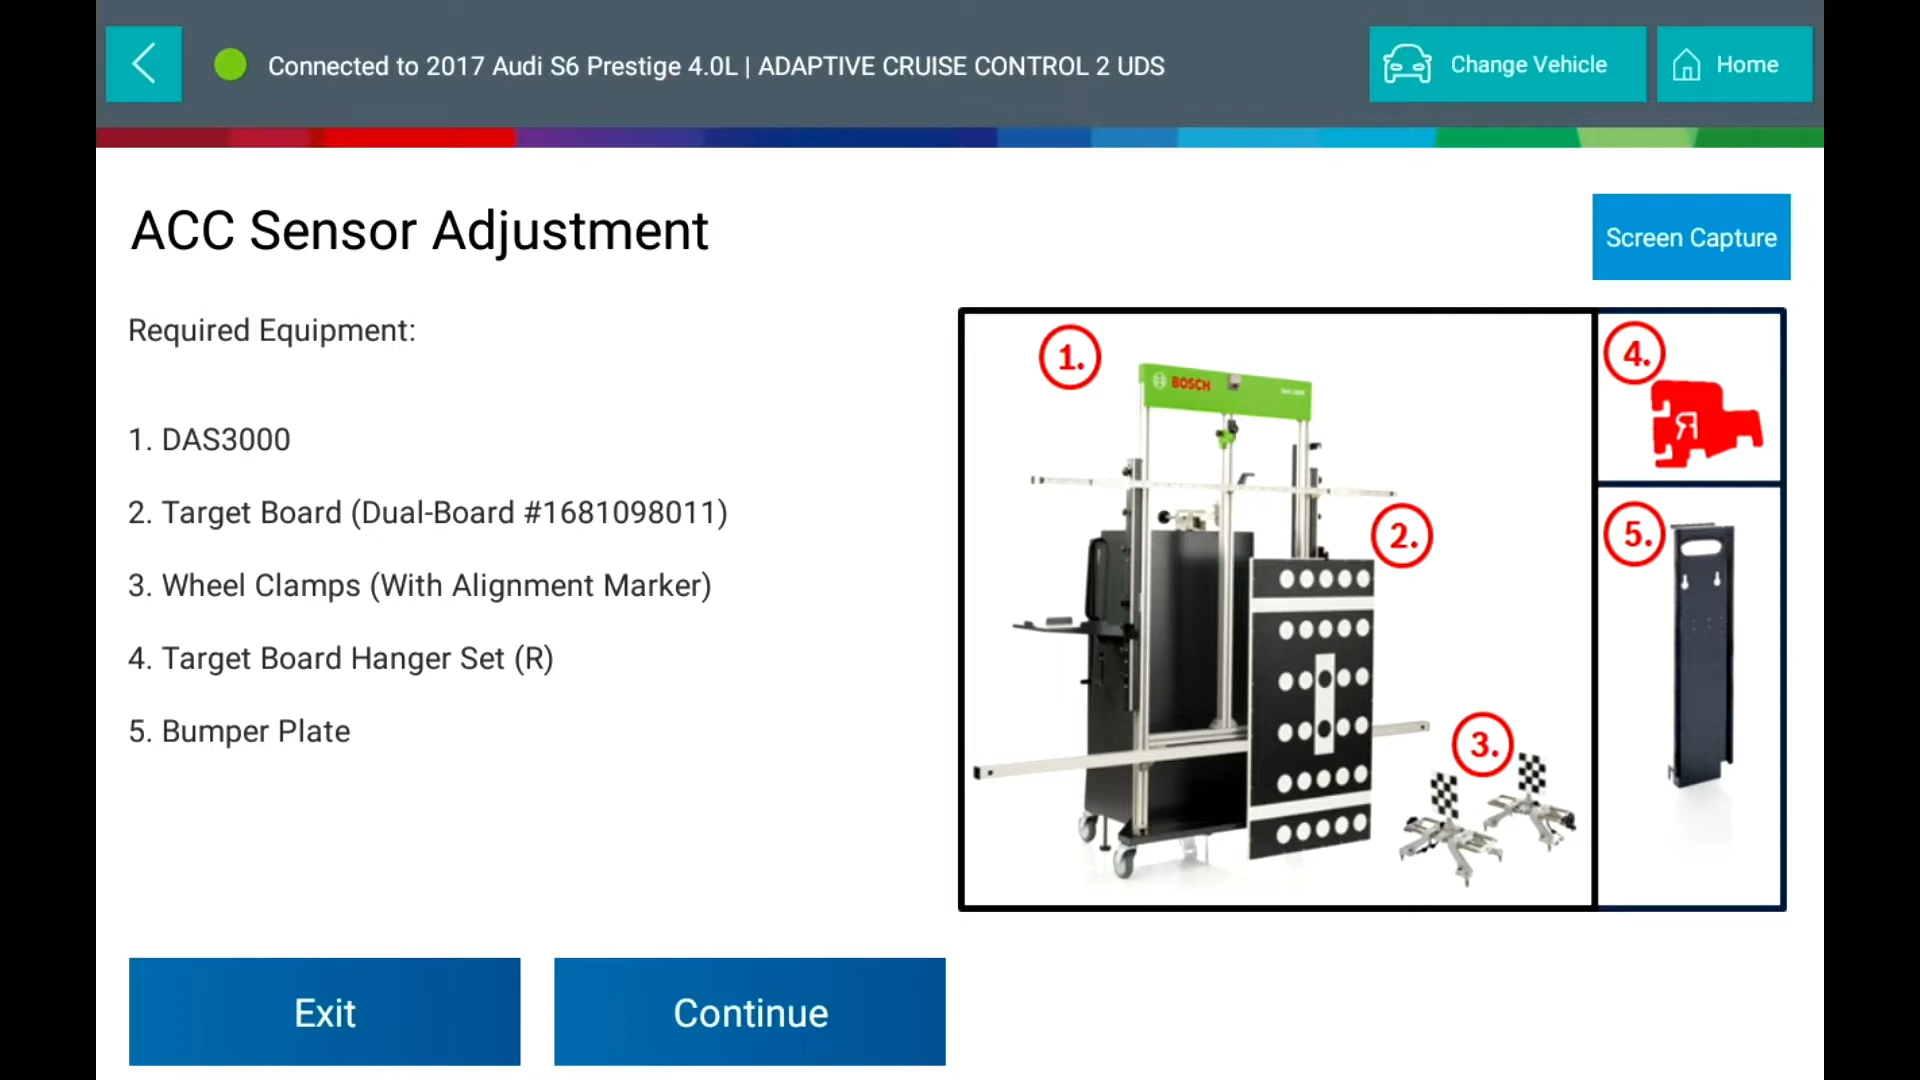 Connected to 2017 Audi S6 Prestige 4.0L | ADAPTIVE CRUISE CONTROL 2 UDS
Change Vehicle
Home
ACC Sensor Adjustment
Screen Capture
Required Equipment:
1. DAS3000
2. Target Board (Dual-Board #1681098011)
3. Wheel Clamps (With Alignment Marker)
4. Target Board Hanger Set (R)
5. Bumper Plate
1.
BOSCH
2.
3.
4.
R
5.
Exit
Continue